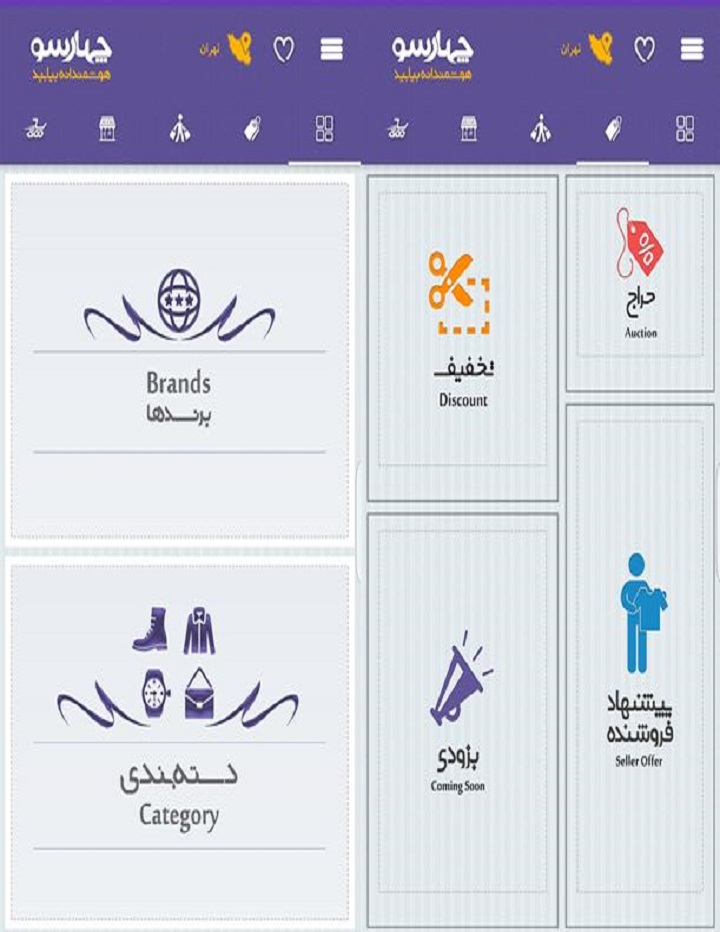 چهارسو
تهران
هوشمندانه بیابید
Brands
برندها
دسته‌بندی
Category
چهارسو
تهران
هوشمندانه بیابید
حراج
Auction
تخفیف
Discount
پیشنهاد
فروشنده
Seller Offer
بزودی
Coming Soon